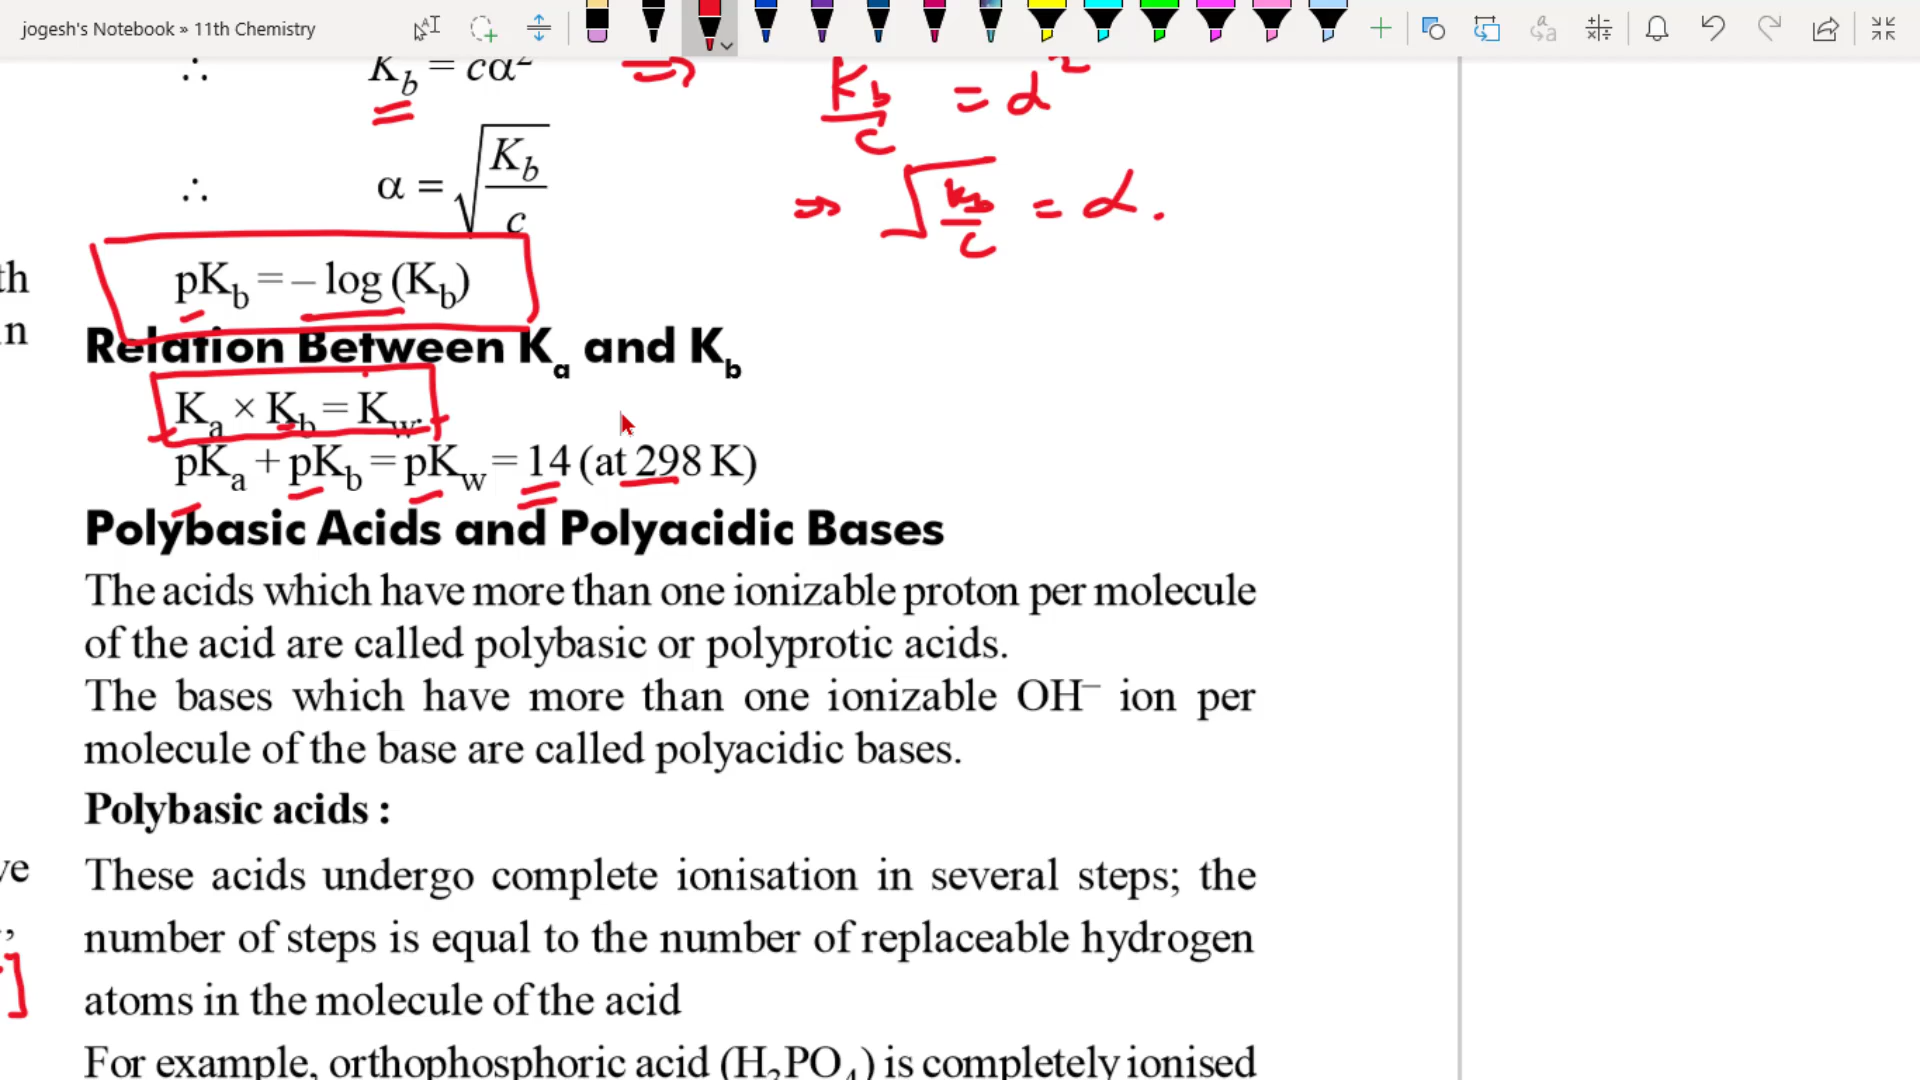 jogesh's Notebook » 11th Chemistry
∴ K_b = cα² ⇒ K_b/c = α²
∴ α = √(K_b/c) ⇒ √(K_b/c) = α.
th
pK_b = – log (K_b)
in
Relation Between K_a and K_b
K_a × K_b = K_w.
pK_a + pK_b = pK_w = 14 (at 298 K)
Polybasic Acids and Polyacidic Bases
The acids which have more than one ionizable proton per molecule
of the acid are called polybasic or polyprotic acids.
The bases which have more than one ionizable OH⁻ ion per
molecule of the base are called polyacidic bases.
Polybasic acids :
ve
These acids undergo complete ionisation in several steps; the
number of steps is equal to the number of replaceable hydrogen
]
atoms in the molecule of the acid
For example, orthophosphoric acid (H₃PO₄) is completely ionised